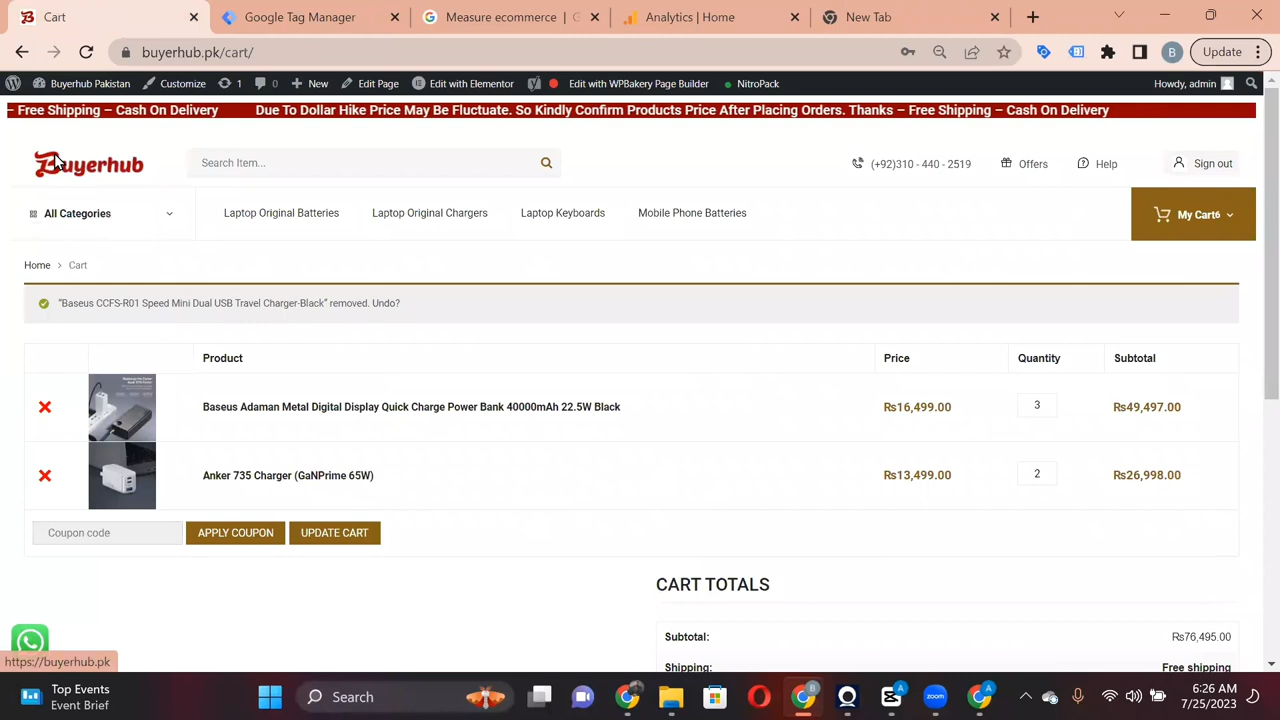 Cart
Google Tag Manager
Measure ecommerce | G
Analytics | Home
New Tab
buyerhub.pk/cart/
B
Update
Buyerhub Pakistan
Customize
1
New
Edit Page
Edit with Elementor
Edit with WPBakery Page Builder
NitroPack
Howdy, admin
– Free Shipping – Cash On Delivery
Due To Dollar Hike Price May Be Fluctuate. So Kindly Confirm Products Price After Placing Orders. Thanks – Free Shipping – Cash On Delivery
Buyerhub
Search Item...
(+92)310 - 440 - 2519
Offers
Help
Sign out
All Categories
Laptop Original Batteries
Laptop Original Chargers
Laptop Keyboards
Mobile Phone Batteries
My Cart6
Home > Cart
“Baseus CCFS-R01 Speed Mini Dual USB Travel Charger-Black” removed. Undo?
Product Price Quantity Subtotal
Baseus Adaman Metal Digital Display Quick Charge Power Bank 40000mAh 22.5W Black ₨16,499.00 3 ₨49,497.00
Anker 735 Charger (GaNPrime 65W) ₨13,499.00 2 ₨26,998.00
Coupon code
APPLY COUPON
UPDATE CART
CART TOTALS
Subtotal: ₨76,495.00
Shipping: Free shipping
https://buyerhub.pk
Top Events
Event Brief
Search
zoom
6:26 AM
7/25/2023